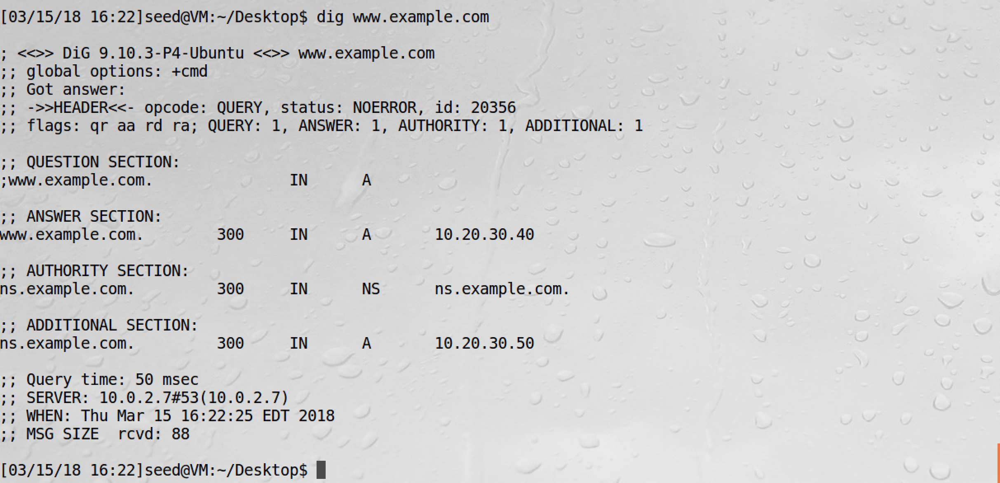 [03/15/18 16:22]seed@VM:~/Desktop$ dig www.example.com
; <<>> DiG 9.10.3-P4-Ubuntu <<>> www.example.com
;; global options: +cmd
;; Got answer:
;; ->>HEADER<<- opcode: QUERY, status: NOERROR, id: 20356
;; flags: qr aa rd ra; QUERY: 1, ANSWER: 1, AUTHORITY: 1, ADDITIONAL: 1
;; QUESTION SECTION:
;www.example.com. IN A
;; ANSWER SECTION:
www.example.com. 300 IN A 10.20.30.40
;; AUTHORITY SECTION:
ns.example.com. 300 IN NS ns.example.com.
;; ADDITIONAL SECTION:
ns.example.com. 300 IN A 10.20.30.50
;; Query time: 50 msec
;; SERVER: 10.0.2.7#53(10.0.2.7)
;; WHEN: Thu Mar 15 16:22:25 EDT 2018
;; MSG SIZE  rcvd: 88
[03/15/18 16:22]seed@VM:~/Desktop$